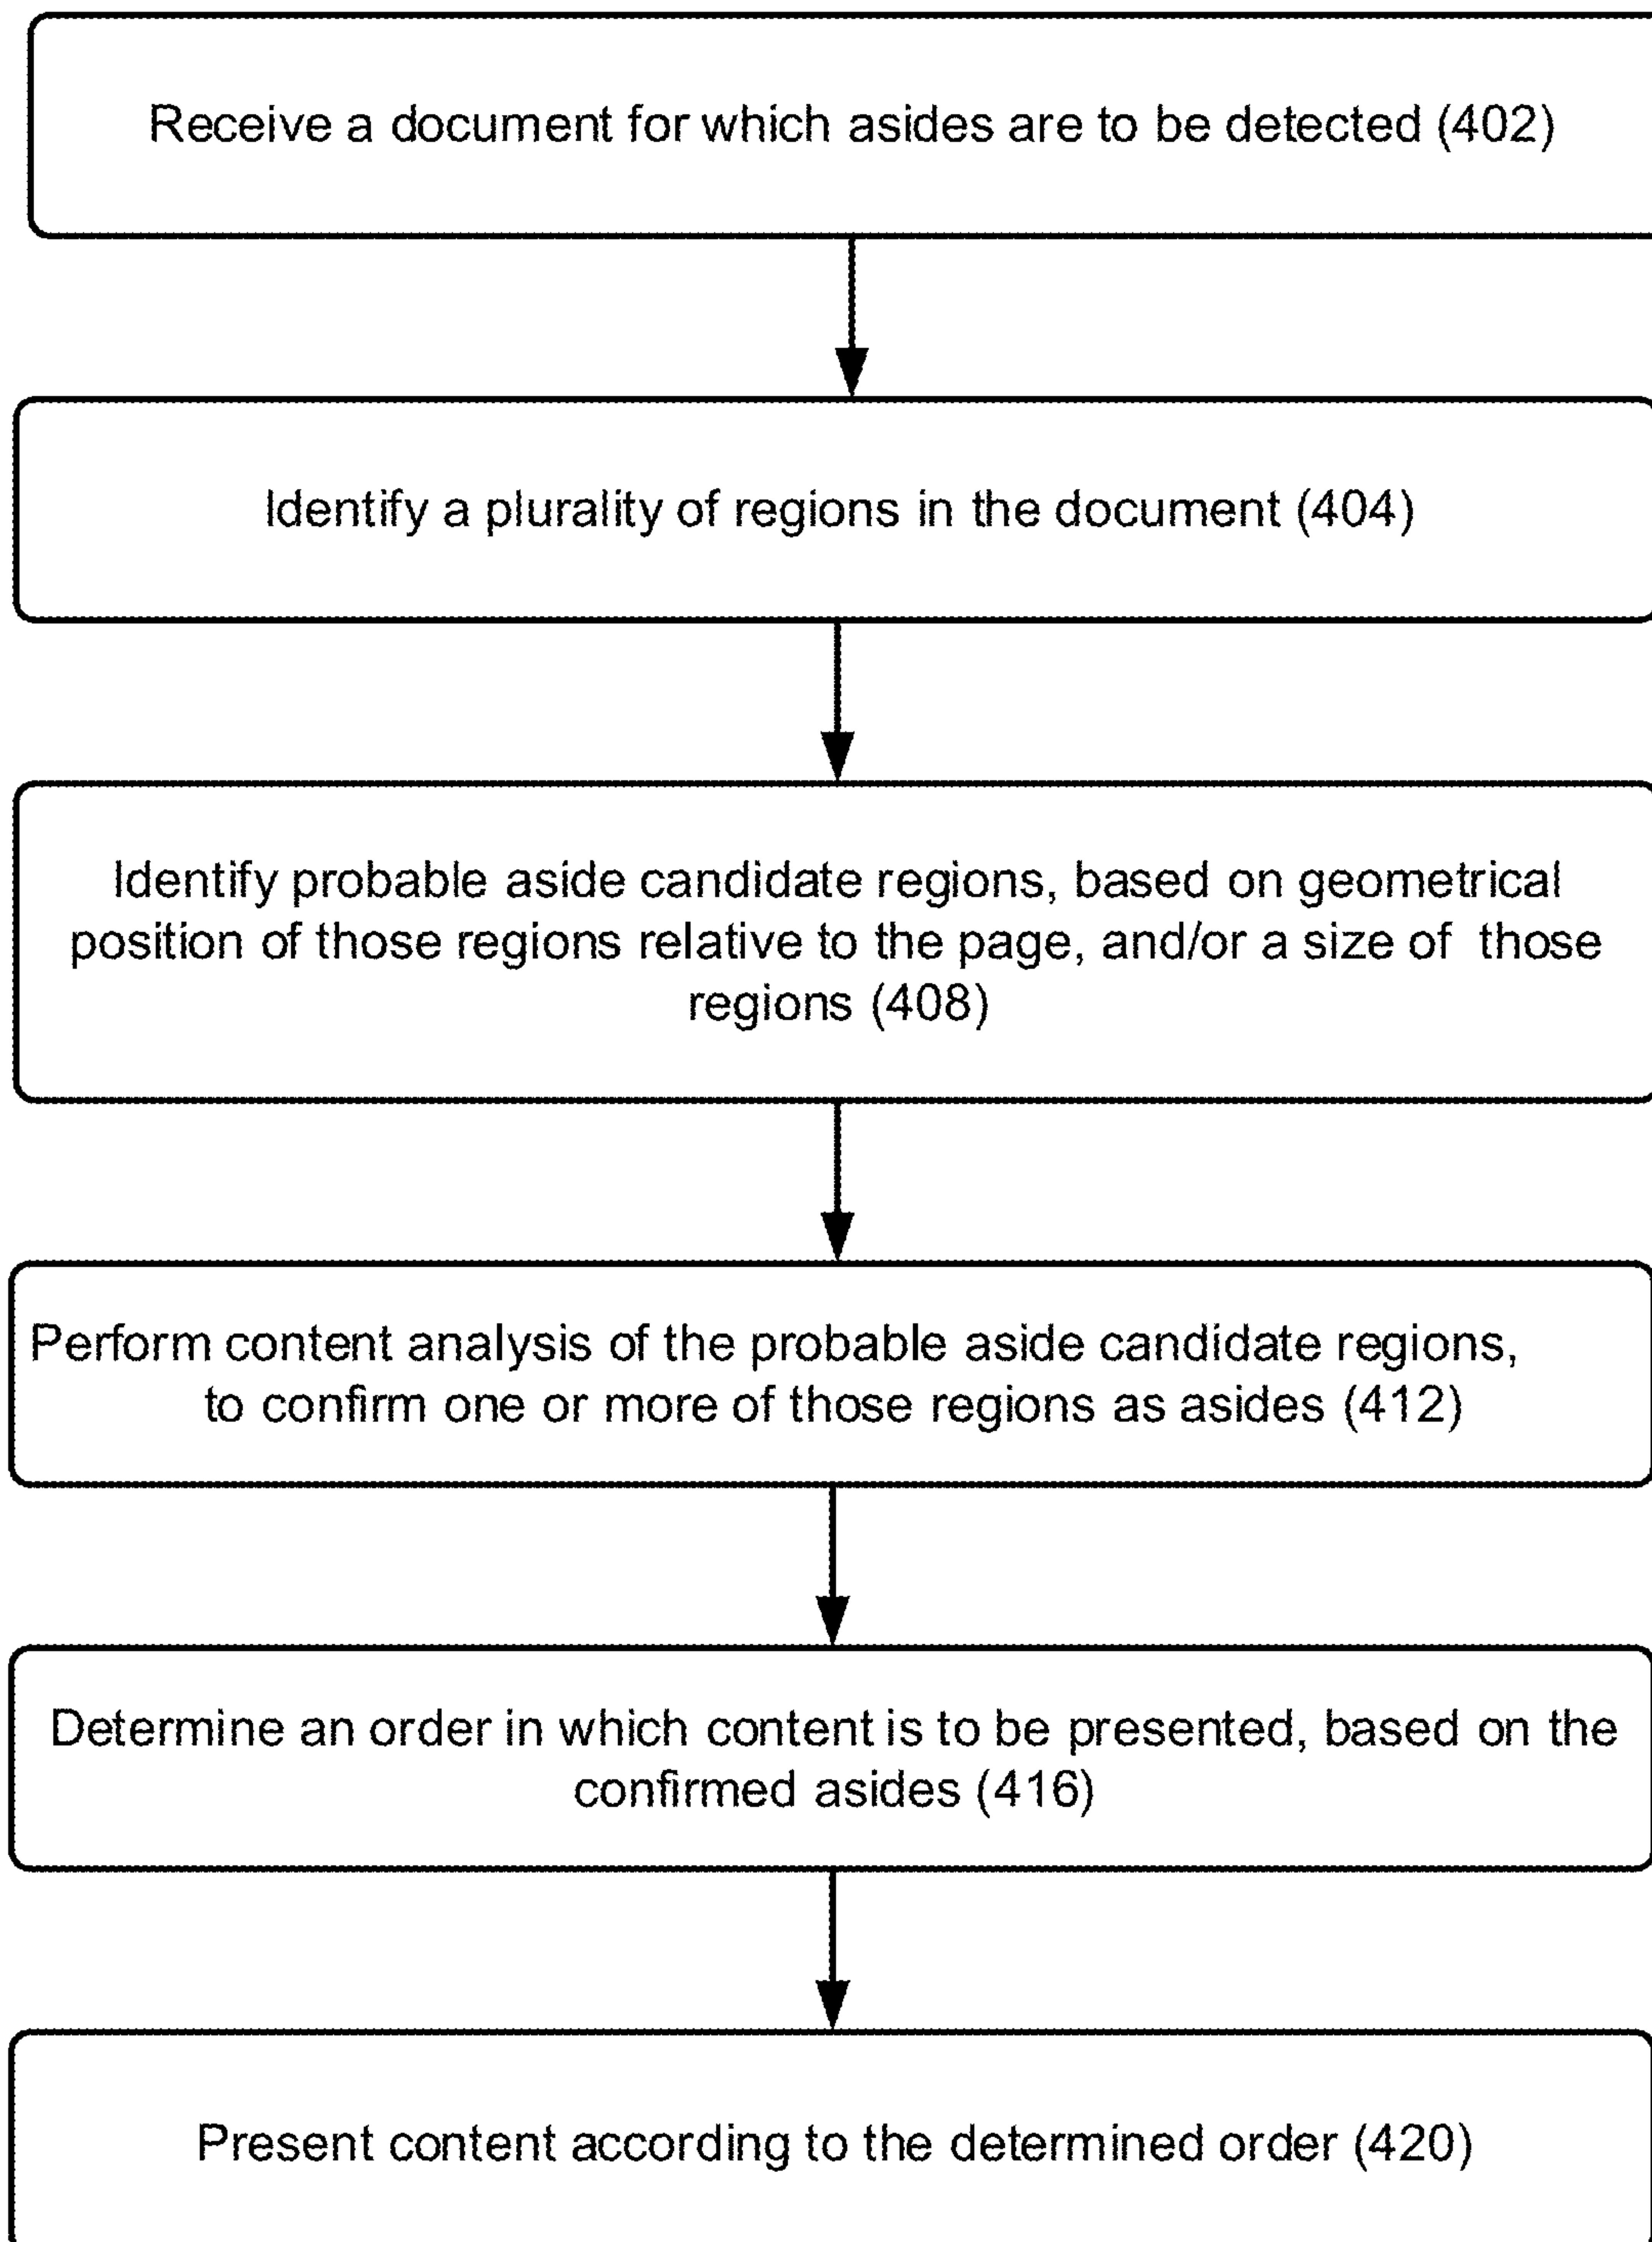 Receive a document for which asides are to be detected (402)
Identify a plurality of regions in the document (404)
Identify probable aside candidate regions, based on geometrical
position of those regions relative to the page, and/or a size of those
regions (408)
Perform content analysis of the probable aside candidate regions,
to confirm one or more of those regions as asides (412)
Determine an order in which content is to be presented, based on the
confirmed asides (416)
Present content according to the determined order (420)